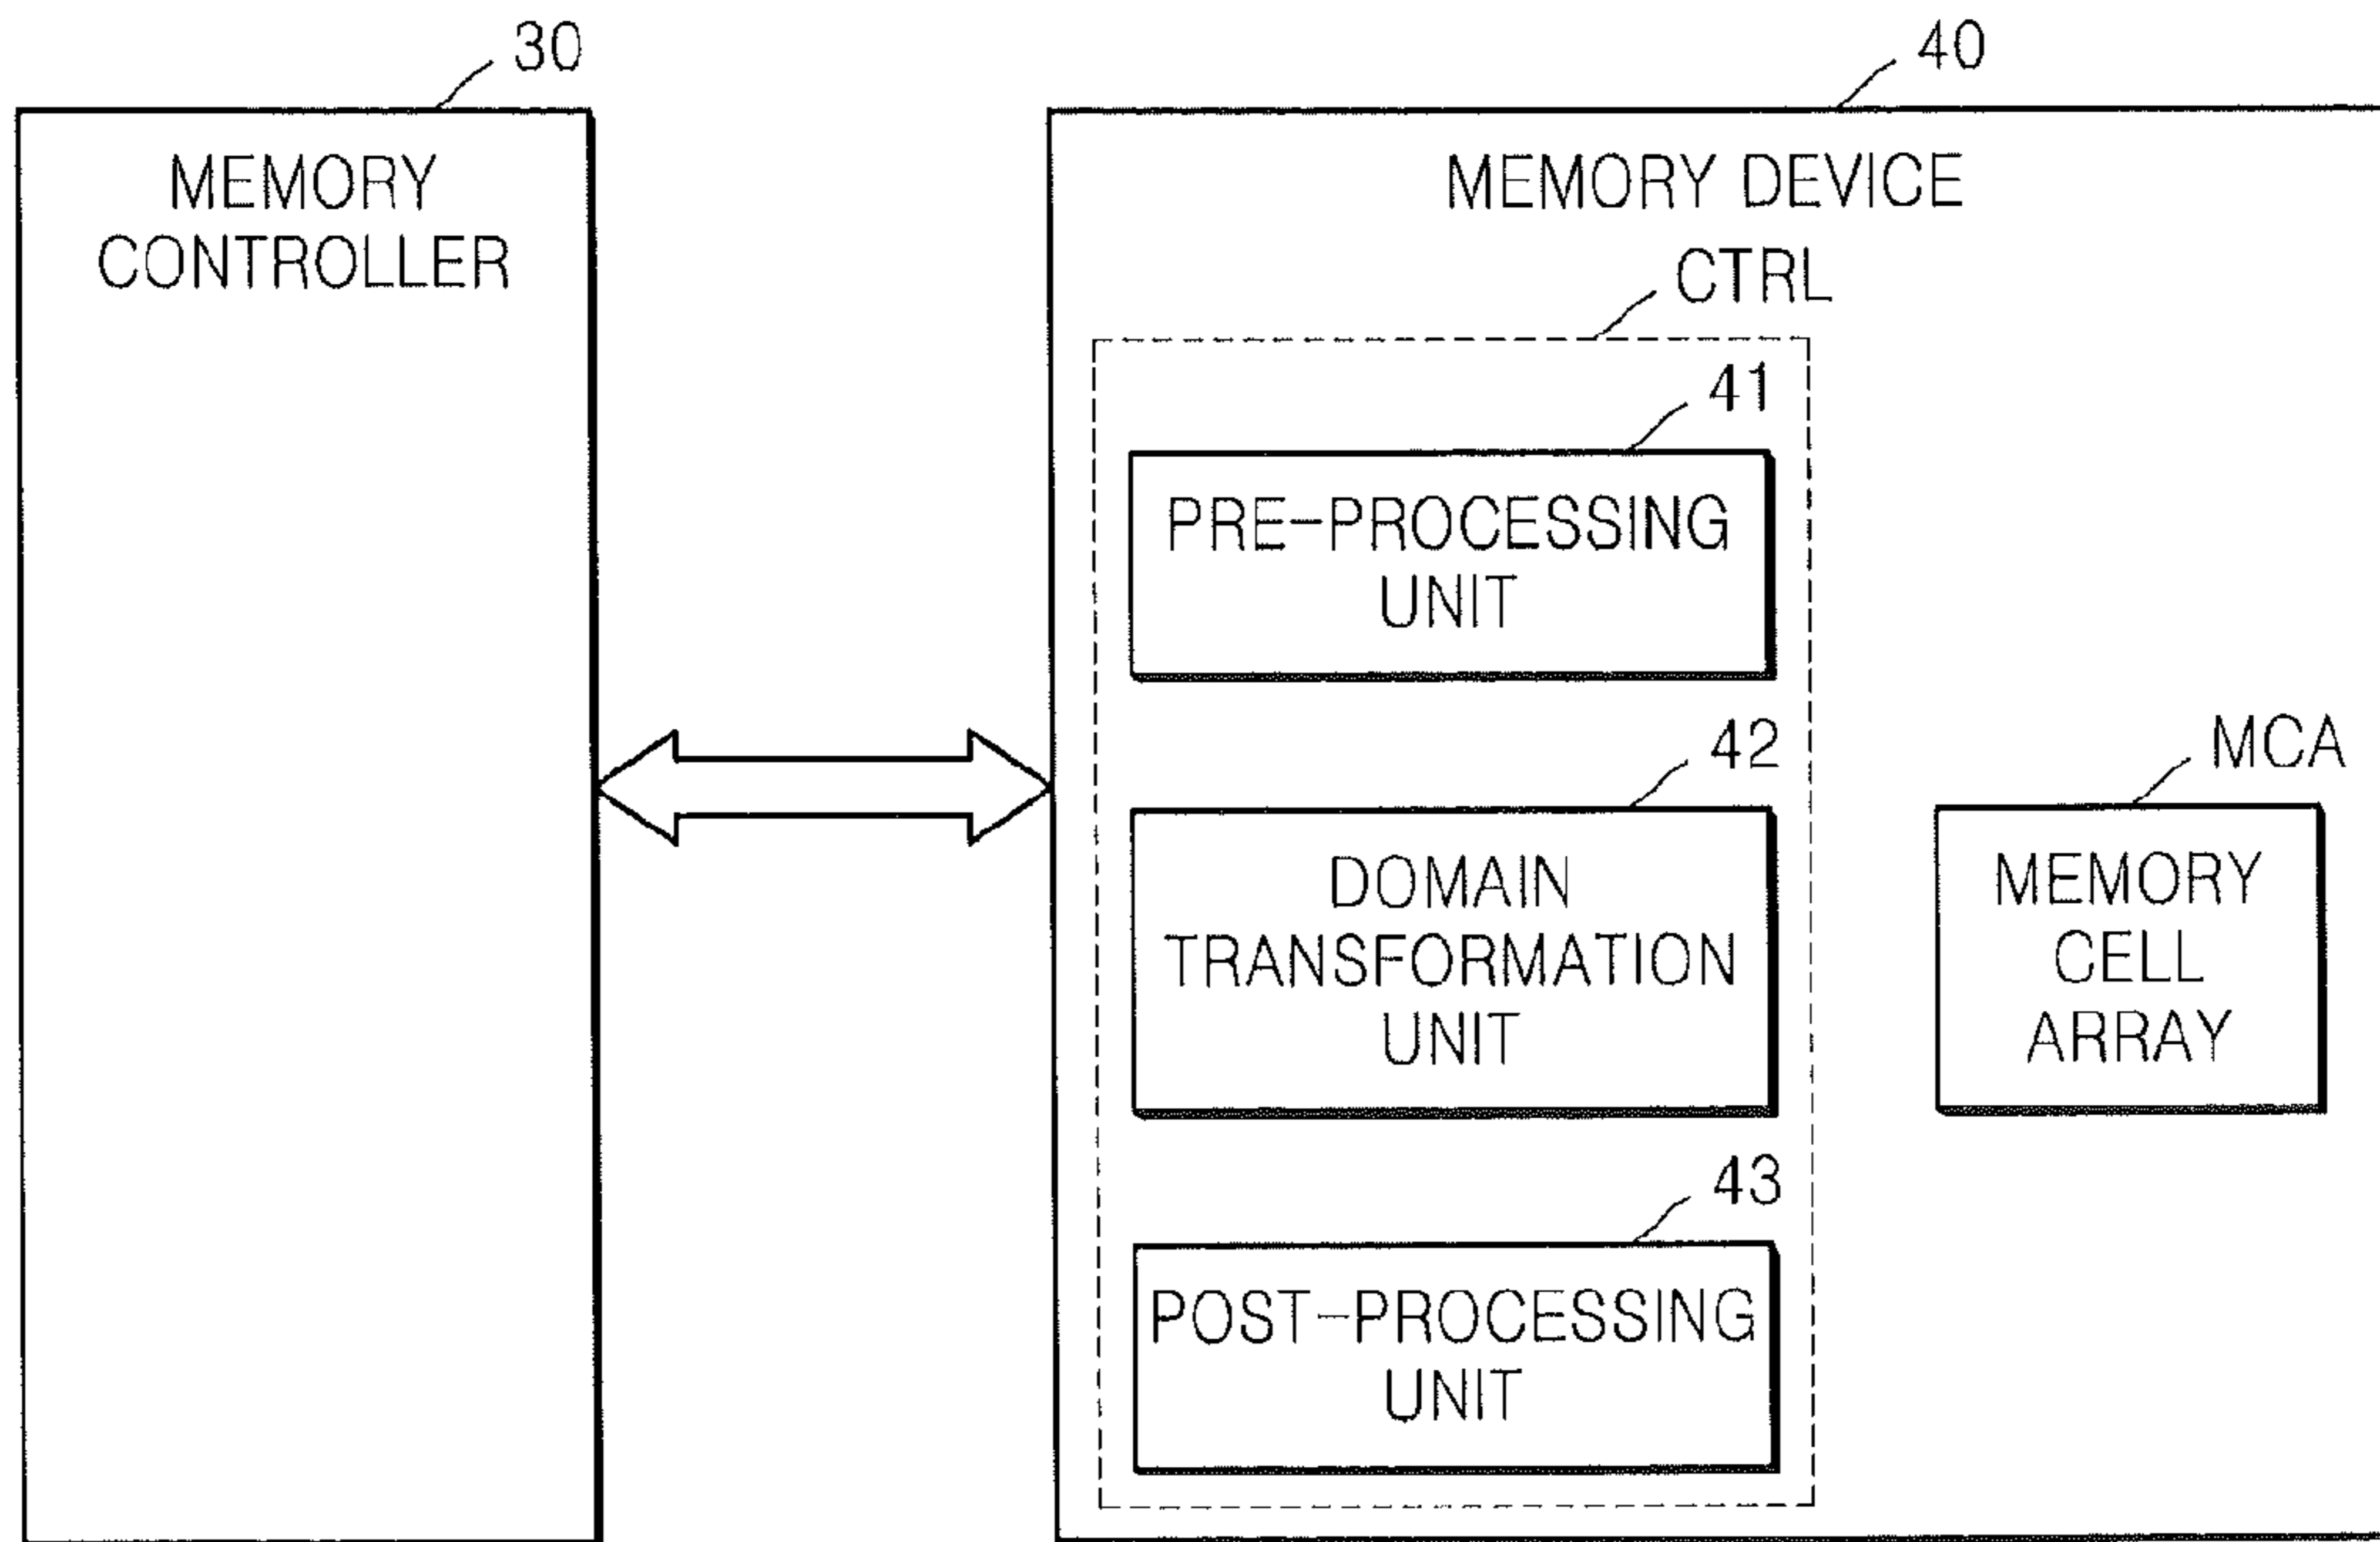 30
MEMORY
CONTROLLER
40
MEMORY DEVICE
CTRL
41
PRE-PROCESSING
UNIT
42
DOMAIN
TRANSFORMATION
UNIT
43
POST-PROCESSING
UNIT
MCA
MEMORY
CELL
ARRAY